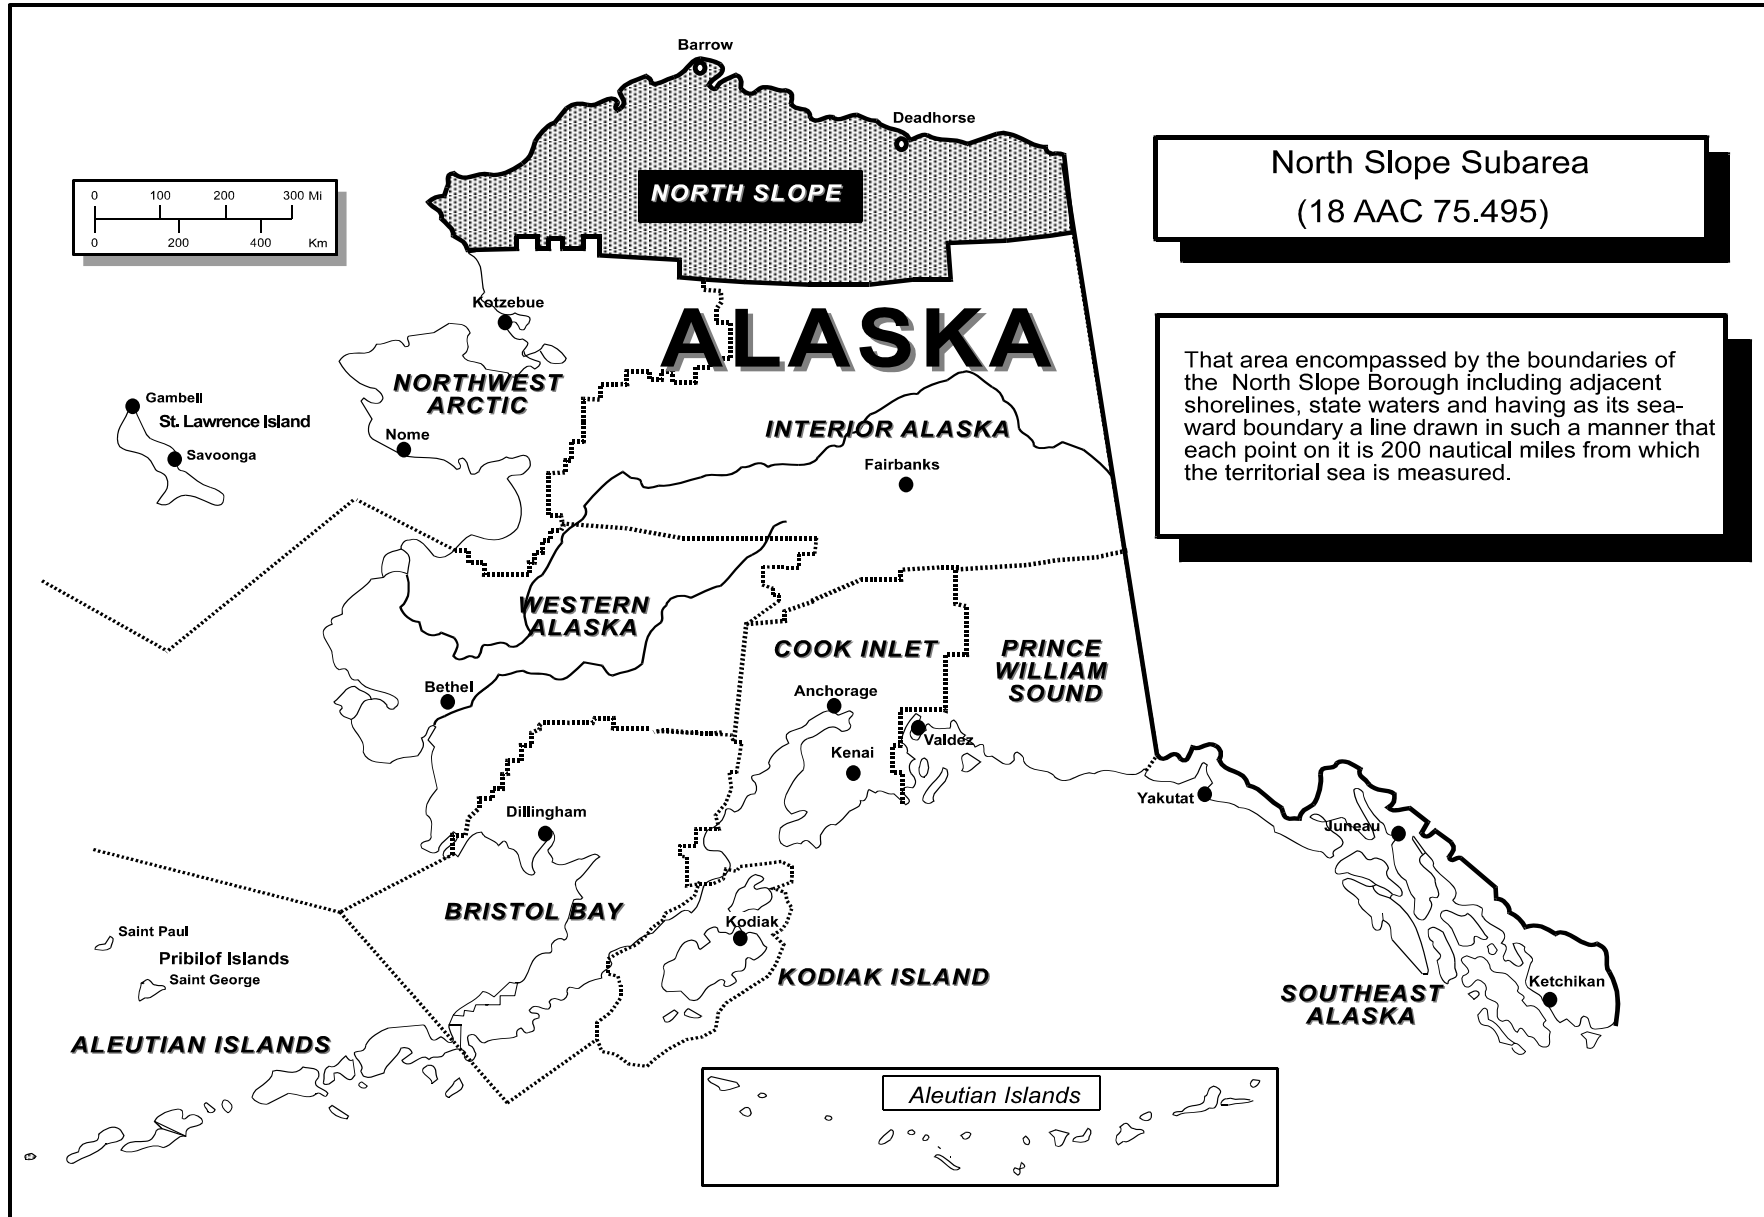 Barrow
Deadhorse
North Slope Subarea
(18 AAC 75.495)
NORTH SLOPE
0 100 200 300 Mi
0 200 400 Km
Kotzebue
ALASKA
That area encompassed by the boundaries of
the North Slope Borough including adjacent
shorelines, state waters and having as its sea-
ward boundary a line drawn in such a manner that
each point on it is 200 nautical miles from which
the territorial sea is measured.
NORTHWEST
ARCTIC
Gambell
St. Lawrence Island
Nome
Savoonga
INTERIOR ALASKA
Fairbanks
WESTERN
ALASKA
COOK INLET
PRINCE
WILLIAM
SOUND
Bethel
Anchorage
Valdez
Kenai
Yakutat
Dillingham
Juneau
BRISTOL BAY
Kodiak
Saint Paul
Pribilof Islands
Saint George
KODIAK ISLAND
Ketchikan
SOUTHEAST
ALASKA
ALEUTIAN ISLANDS
Aleutian Islands